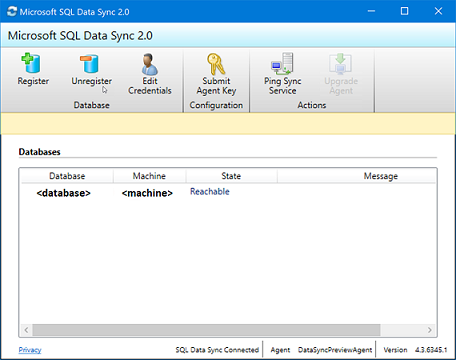 Microsoft SQL Data Sync 2.0
Microsoft SQL Data Sync 2.0
Register
Unregister
Edit
Credentials
Submit
Agent Key
Ping Sync
Service
Upgrade
Agent
Database
Configuration
Actions
Databases
Database Machine State Message
<database> <machine> Reachable
Privacy SQL Data Sync Connected Agent DataSyncPreviewAgent Version 4.3.6345.1